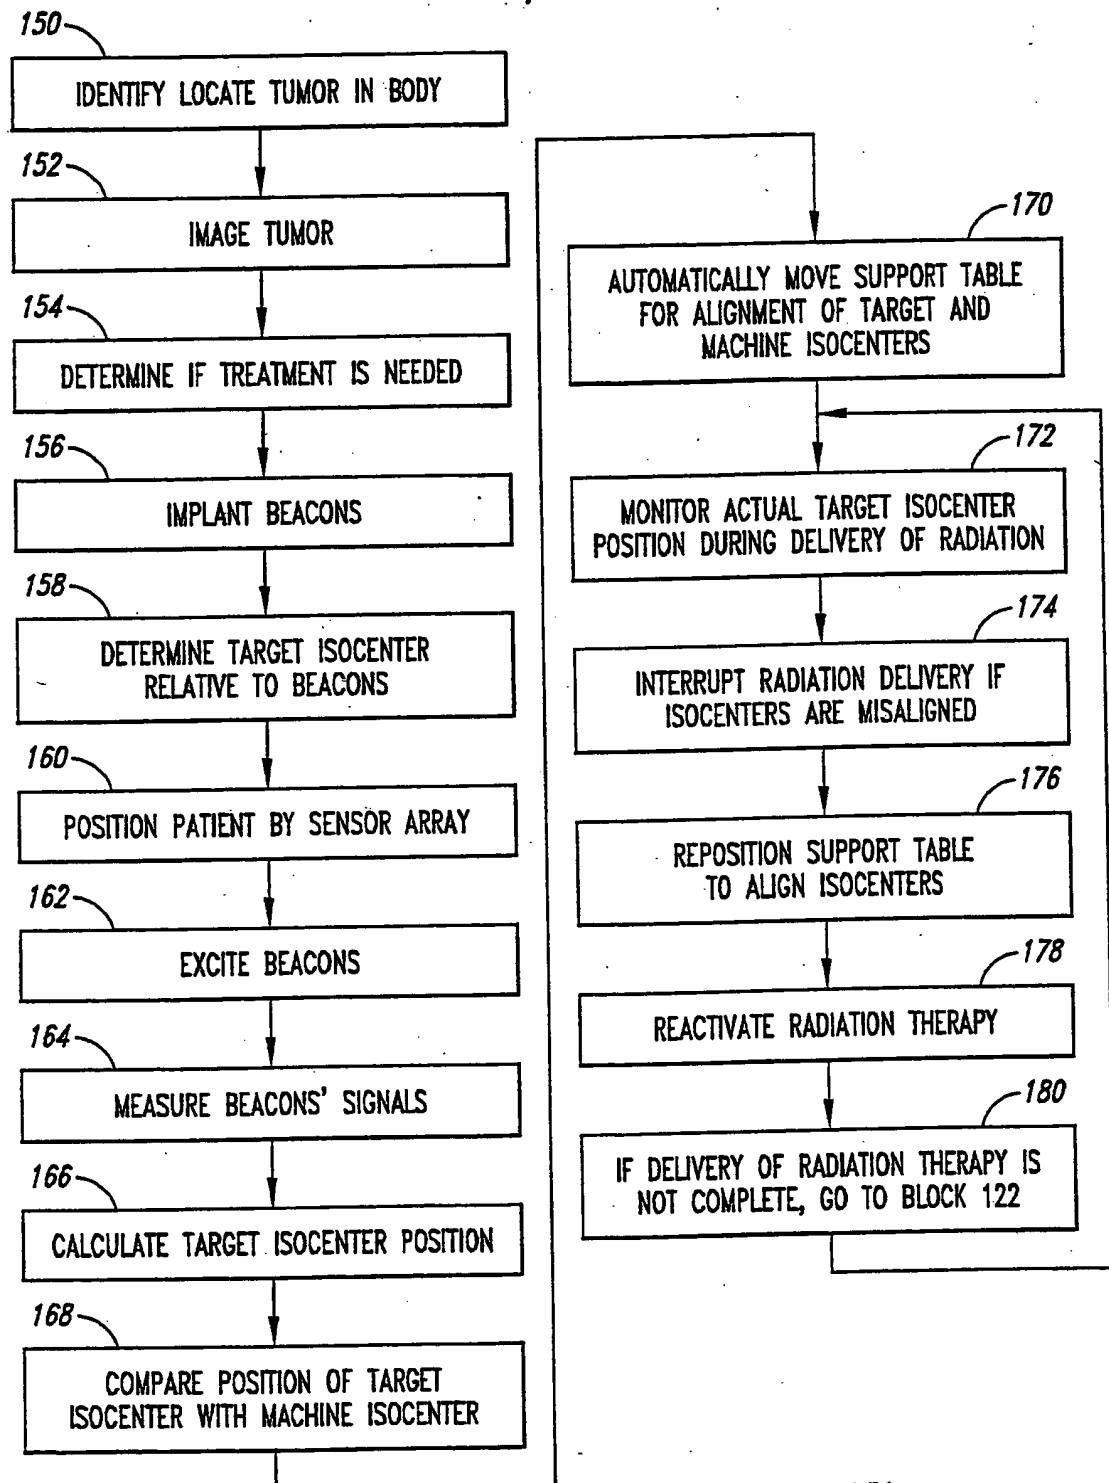 150
IDENTIFY LOCATE TUMOR IN BODY
152
IMAGE TUMOR
154
DETERMINE IF TREATMENT IS NEEDED
156
IMPLANT BEACONS
158
DETERMINE TARGET ISOCENTER
RELATIVE TO BEACONS
160
POSITION PATIENT BY SENSOR ARRAY
162
EXCITE BEACONS
164
MEASURE BEACONS' SIGNALS
166
CALCULATE TARGET ISOCENTER POSITION
168
COMPARE POSITION OF TARGET
ISOCENTER WITH MACHINE ISOCENTER
170
AUTOMATICALLY MOVE SUPPORT TABLE
FOR ALIGNMENT OF TARGET AND
MACHINE ISOCENTERS
172
MONITOR ACTUAL TARGET ISOCENTER
POSITION DURING DELIVERY OF RADIATION
174
INTERRUPT RADIATION DELIVERY IF
ISOCENTERS ARE MISALIGNED
176
REPOSITION SUPPORT TABLE
TO ALIGN ISOCENTERS
178
REACTIVATE RADIATION THERAPY
180
IF DELIVERY OF RADIATION THERAPY IS
NOT COMPLETE, GO TO BLOCK 122